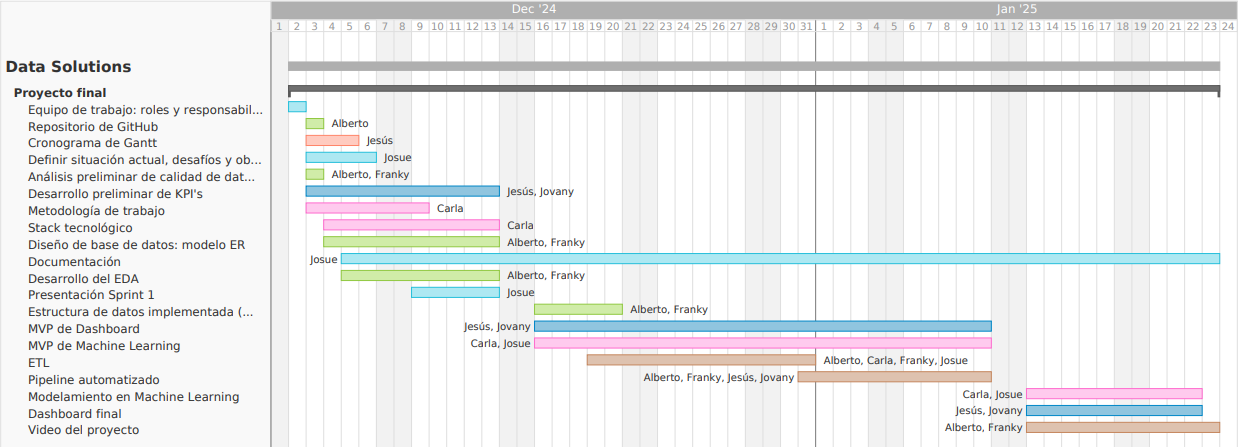 Dec '24 Jan '25
1 2 3 4 5 6 7 8 9 10 11 12 13 14 15 16 17 18 19 20 21 22 23 24 25 26 27 28 29 30 31 1 2 3 4 5 6 7 8 9 10 11 12 13 14 15 16 17 18 19 20 21 22 23 24
Data Solutions
Proyecto final
Equipo de trabajo: roles y responsabil...
Repositorio de GitHub Alberto
Cronograma de Gantt Jesús
Definir situación actual, desafíos y ob... Josue
Análisis preliminar de calidad de dat... Alberto, Franky
Desarrollo preliminar de KPI's Jesús, Jovany
Metodología de trabajo Carla
Stack tecnológico Carla
Diseño de base de datos: modelo ER Alberto, Franky
Documentación Josue
Desarrollo del EDA Alberto, Franky
Presentación Sprint 1 Josue
Estructura de datos implementada (... Alberto, Franky
MVP de Dashboard Jesús, Jovany
MVP de Machine Learning Carla, Josue
ETL Alberto, Carla, Franky, Josue
Pipeline automatizado Alberto, Franky, Jesús, Jovany
Modelamiento en Machine Learning Carla, Josue
Dashboard final Jesús, Jovany
Video del proyecto Alberto, Franky